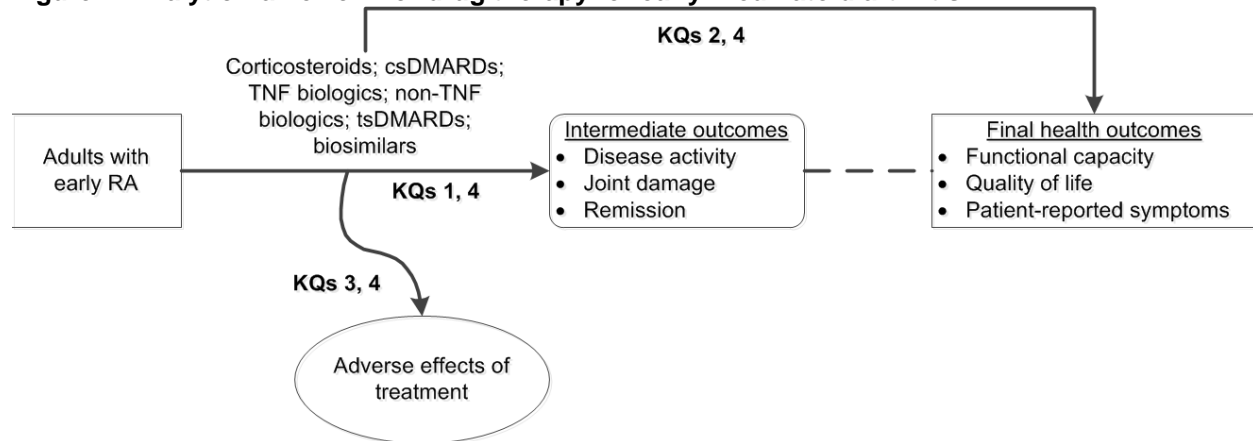 KQs 2, 4
Corticosteroids; csDMARDs;
TNF biologics; non-TNF
biologics; tsDMARDs;
biosimilars
Adults with
early RA
KQs 1, 4
Intermediate outcomes
• Disease activity
• Joint damage
• Remission
Final health outcomes
• Functional capacity
• Quality of life
• Patient-reported symptoms
KQs 3, 4
Adverse effects of
treatment